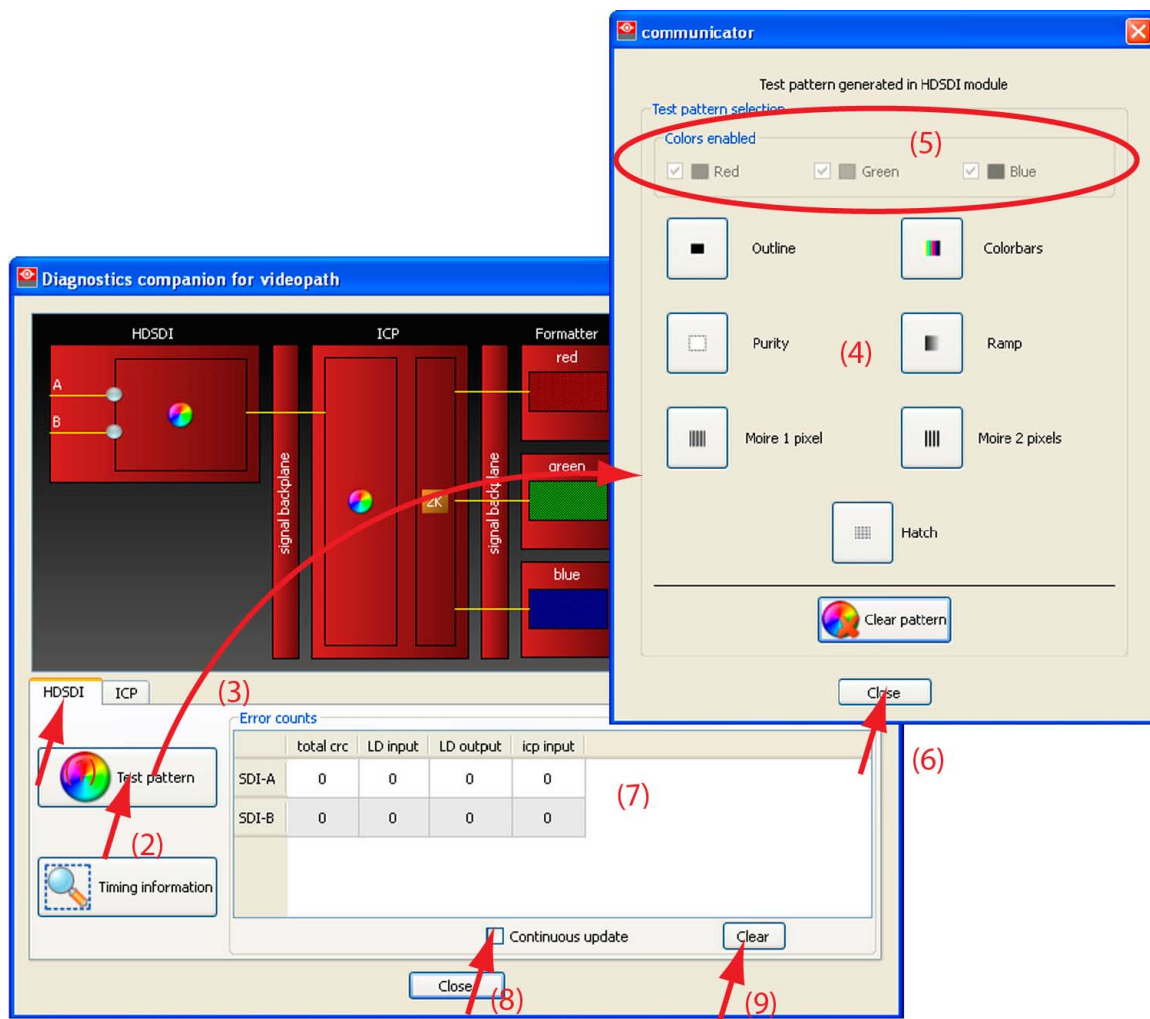 communicator
Test pattern generated in HDSDI module
Test pattern selection
Colors enabled
(5)
Red Green Blue
Outline Colorbars
Purity (4) Ramp
Moire 1 pixel Moire 2 pixels
Hatch
Clear pattern
Close
(6)
Diagnostics companion for videopath
HDSDI ICP Formatter
red
A
B
signal backplane
2K
signal backplane
green
blue
HDSDI ICP
(3)
Error counts
total crc LD input LD output icp input
Test pattern
SDI-A 0 0 0 0
(7)
SDI-B 0 0 0 0
(2)
Timing information
Continuous update Clear
Close
(8)
(9)